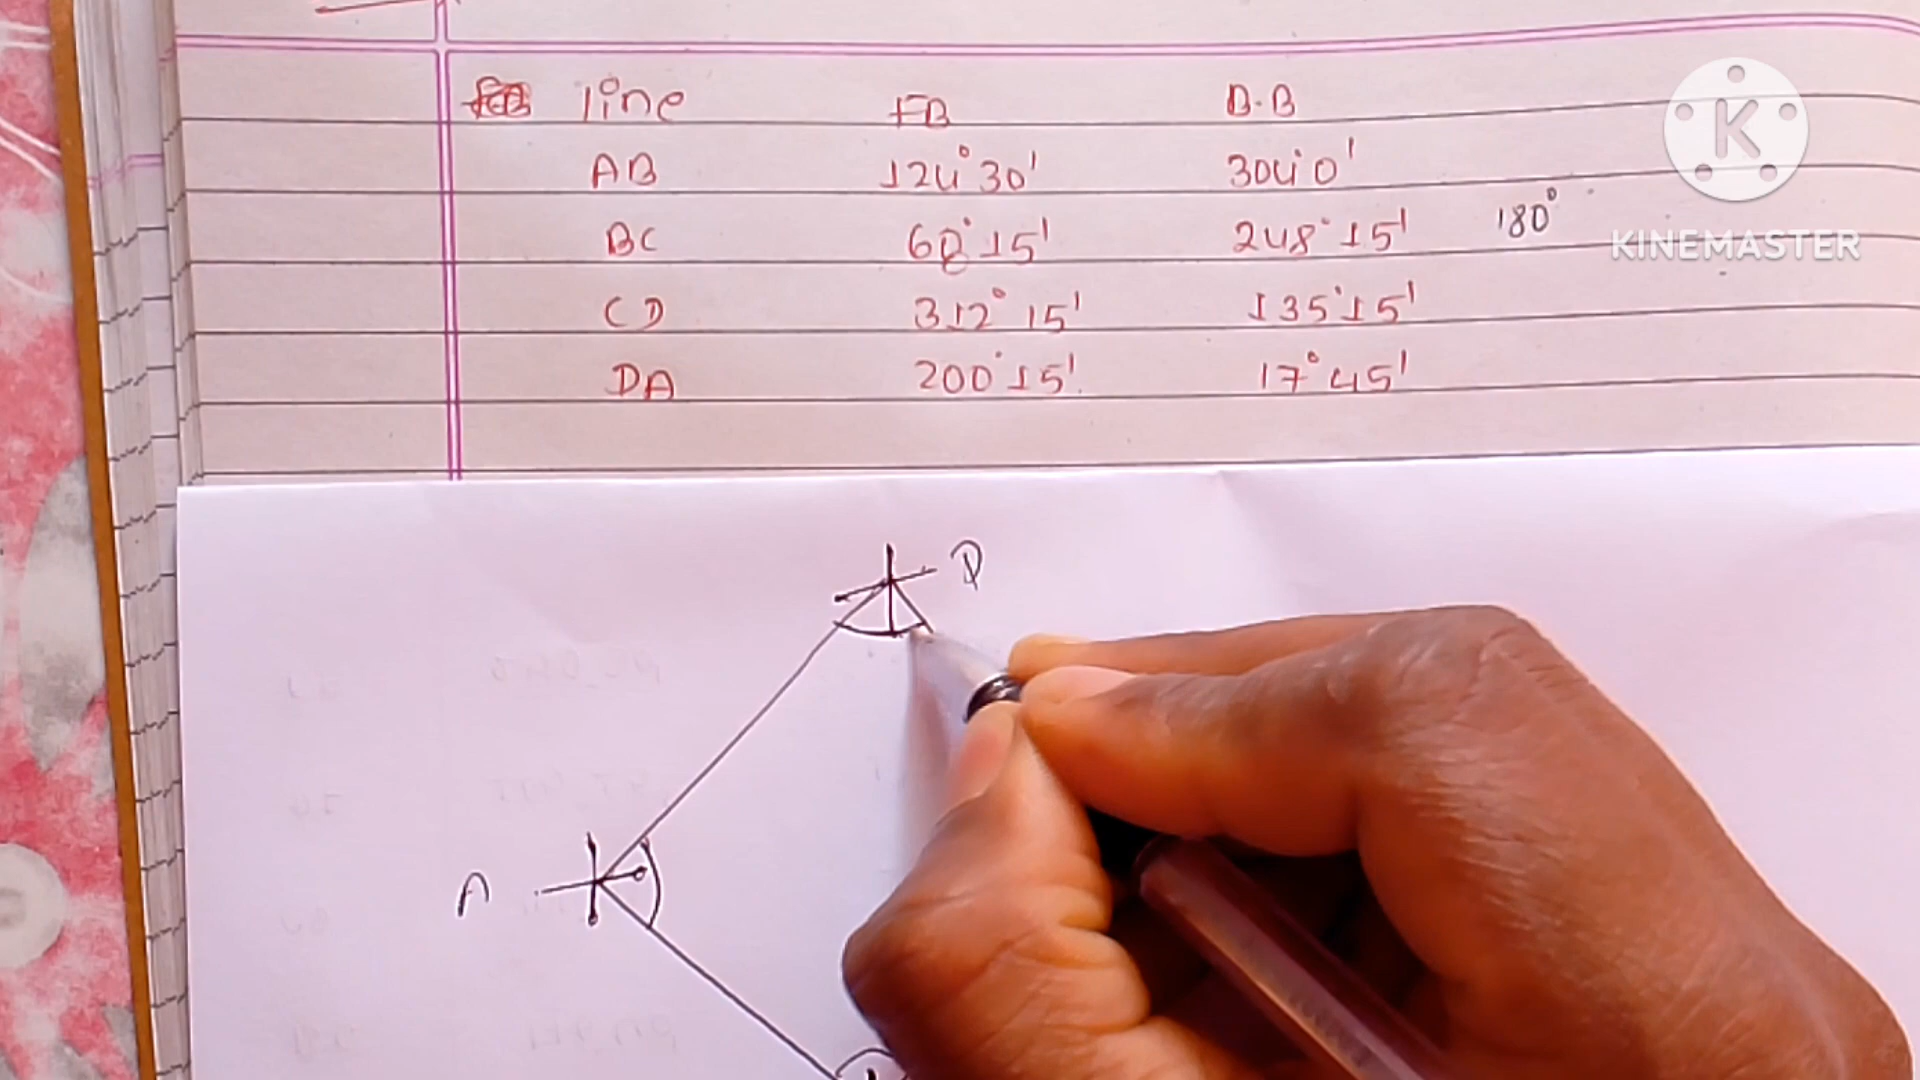 line FB B.B
AB 124°30' 304°0'
BC 68°15' 248°15' 180°
CD 312°15' 135°15'
DA 200°15'. 17°45'
K
KINEMASTER
D
A